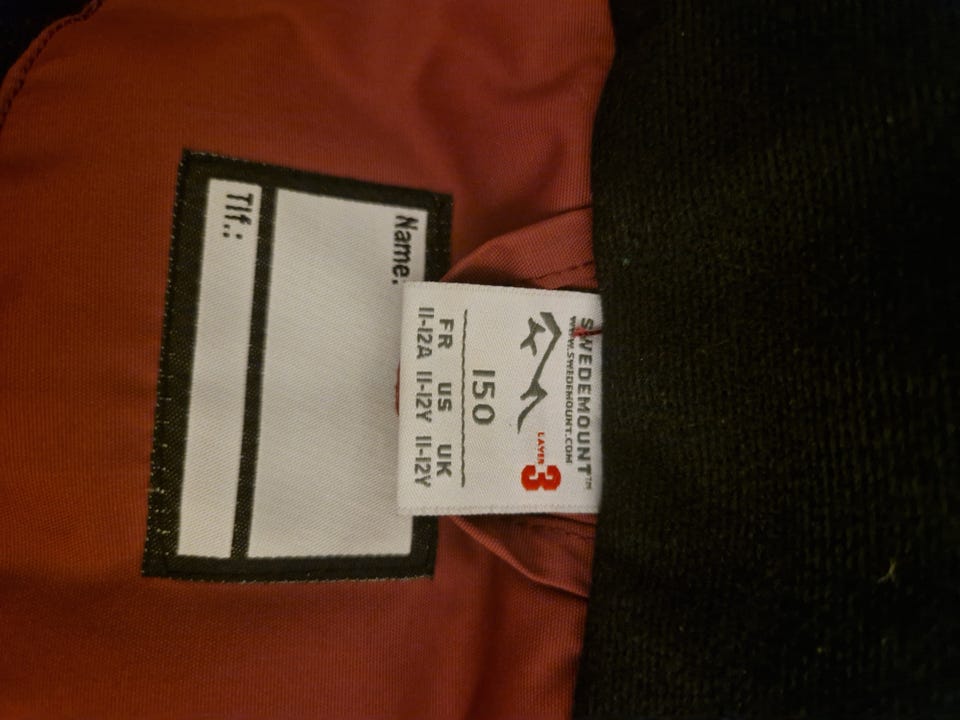 SWEDEMOUNT™
WWW.SWEDEMOUNT.COM
LAYER 3
150
FR US UK
11-12A 11-12Y 11-12Y
Name:
Tlf.: